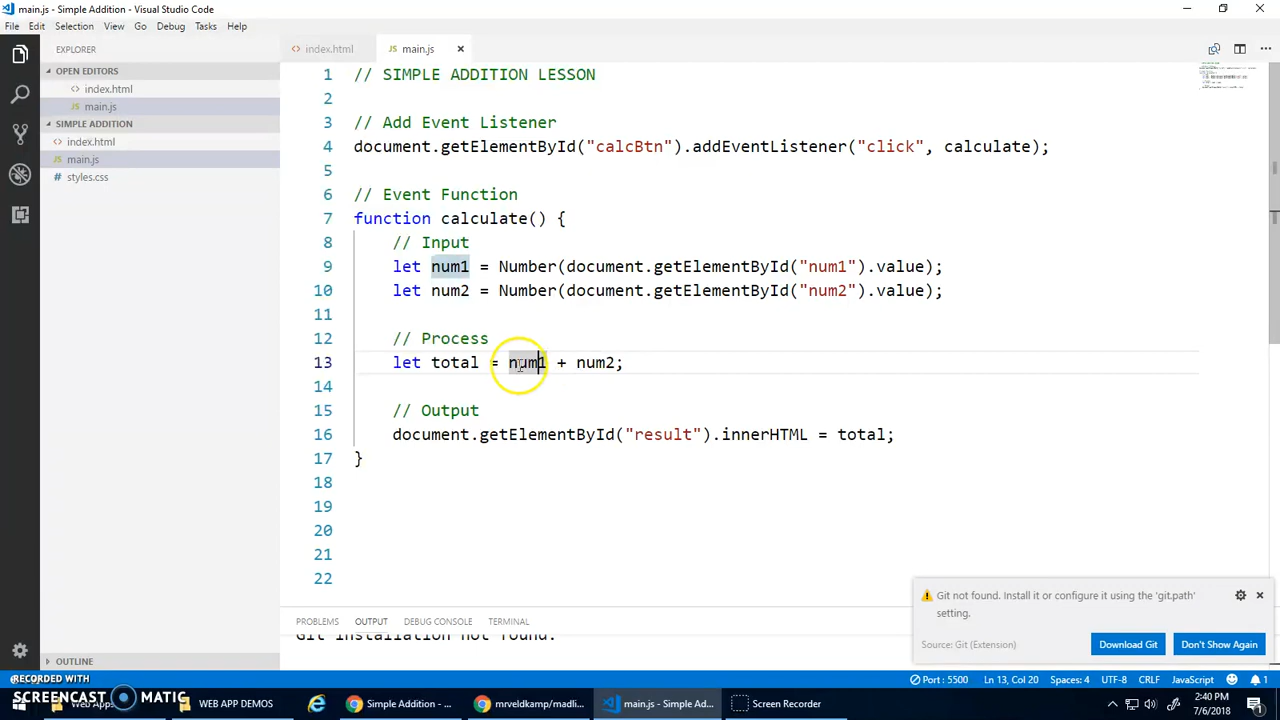 main.js - Simple Addition - Visual Studio Code
File Edit Selection View Go Debug Tasks Help
EXPLORER
OPEN EDITORS
index.html
main.js
SIMPLE ADDITION
index.html
main.js
styles.css
OUTLINE
<> index.html
JS main.js
1 // SIMPLE ADDITION LESSON
2
3 // Add Event Listener
4 document.getElementById("calcBtn").addEventListener("click", calculate);
5
6 // Event Function
7 function calculate() {
8 // Input
9 let num1 = Number(document.getElementById("num1").value);
10 let num2 = Number(document.getElementById("num2").value);
11
12 // Process
13 let total = num1 + num2;
14
15 // Output
16 document.getElementById("result").innerHTML = total;
17 }
18
19
20
21
22
PROBLEMS OUTPUT DEBUG CONSOLE TERMINAL
Git installation not found.
Git not found. Install it or configure it using the 'git.path'
setting.
Source: Git (Extension)
Download Git
Don't Show Again
Port : 5500 Ln 13, Col 20 Spaces: 4 UTF-8 CRLF JavaScript 1
RECORDED WITH
SCREENCAST MATIC
WEB APP DEMOS
Simple Addition - ...
mrveldkamp/madli...
main.js - Simple Ad...
Screen Recorder
2:40 PM
7/6/2018